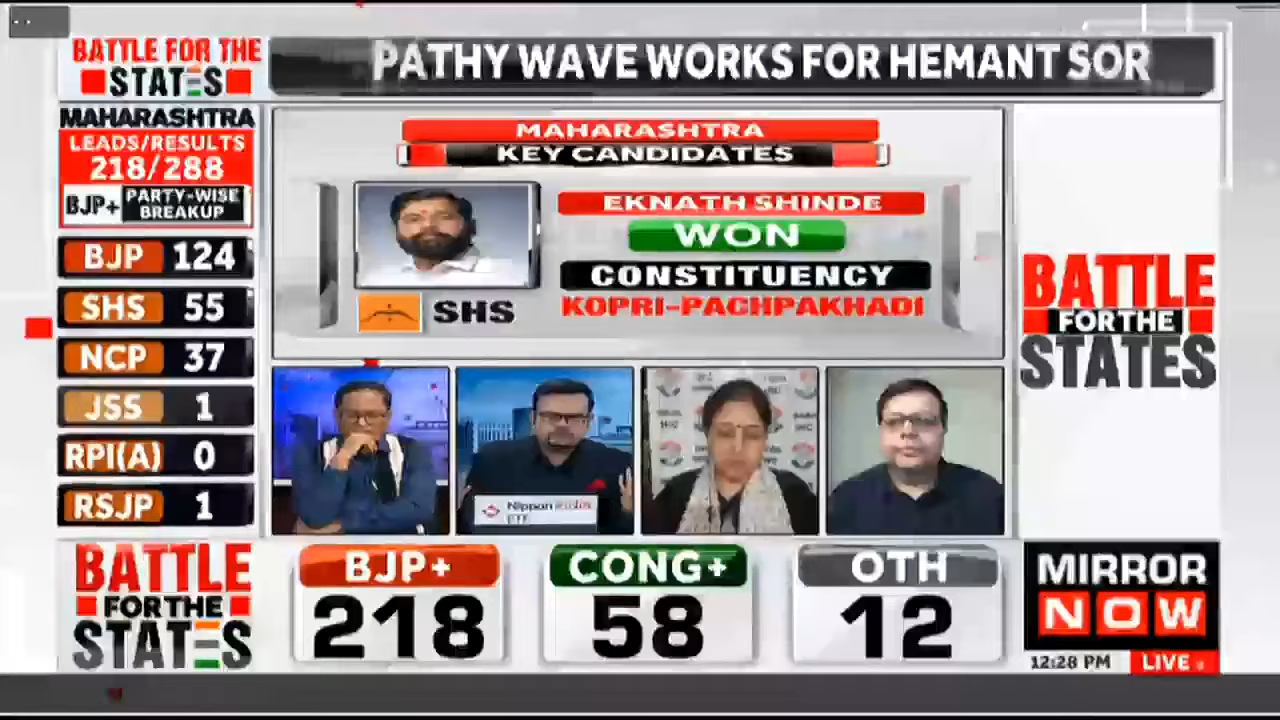 BATTLE FOR THE
STATES
PATHY WAVE WORKS FOR HEMANT SOR
MAHARASHTRA
LEADS/RESULTS
218/288
BJP+ PARTY-WISE
BREAKUP
BJP 124
SHS 55
NCP 37
JSS 1
RPI(A) 0
RSJP 1
MAHARASHTRA
KEY CANDIDATES
EKNATH SHINDE
WON
CONSTITUENCY
KOPRI-PACHPAKHADI
SHS
BATTLE
FOR THE
STATES
Nippon India
ETF
BATTLE
FOR THE
STATES
BJP+
218
CONG+
58
OTH
12
MIRROR
NOW
12:28 PM LIVE